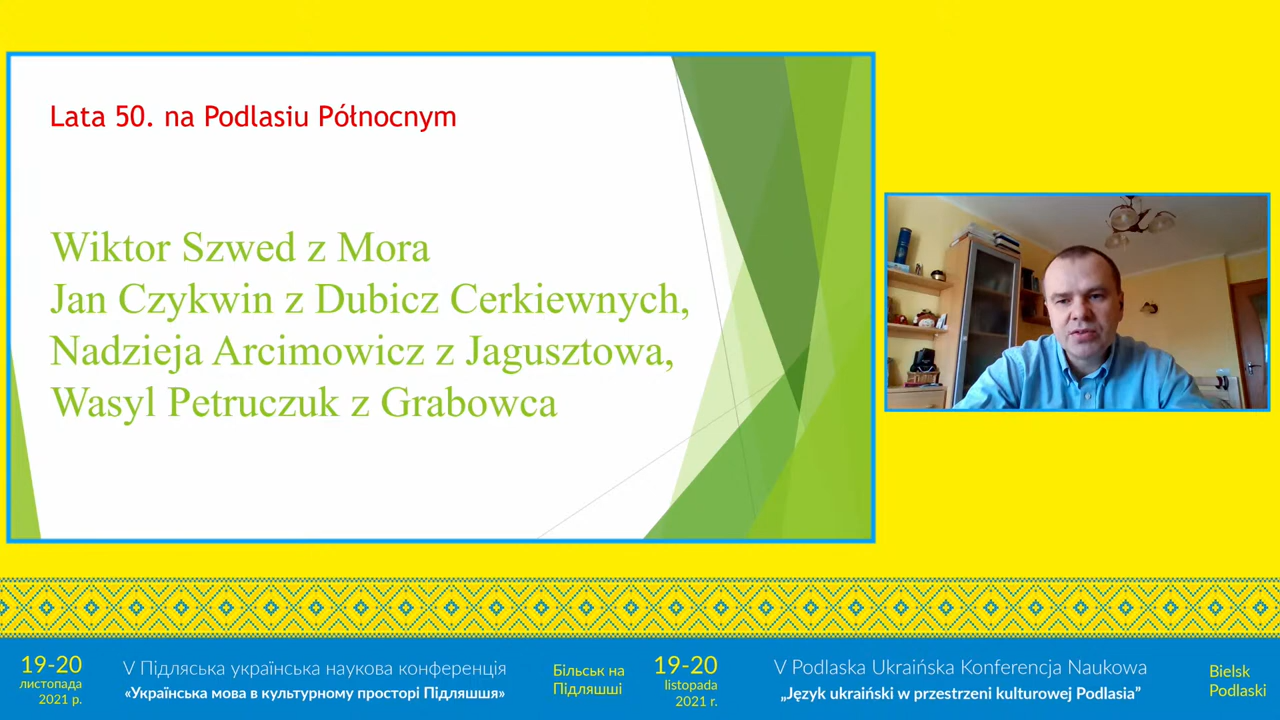 Lata 50. na Podlasiu Północnym
Wiktor Szwed z Mora
Jan Czykwin z Dubicz Cerkiewnych,
Nadzieja Arcimowicz z Jagusztowa,
Wasyl Petruczuk z Grabowca
19-20
листопада
2021 р.
V Підляська українська наукова конференція
«Українська мова в культурному просторі Підляшшя»
Більськ на
Підляшші
19-20
listopada
2021 r.
V Podlaska Ukraińska Konferencja Naukowa
„Język ukraiński w przestrzeni kulturowej Podlasia”
Bielsk
Podlaski